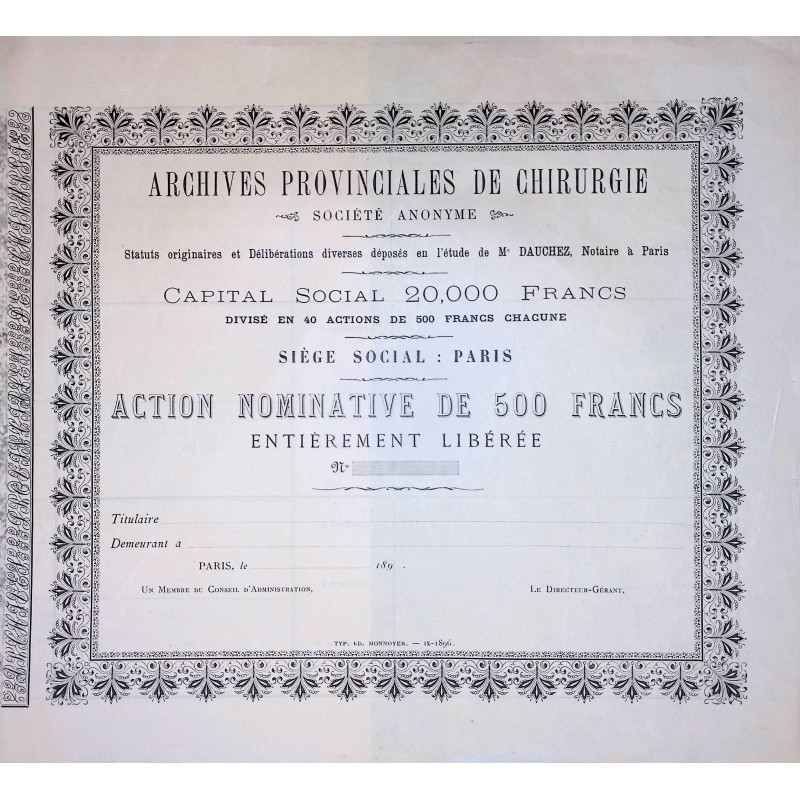 ARCHIVES PROVINCIALES DE CHIRURGIE
SOCIÉTÉ ANONYME
Statuts originaires et Délibérations diverses déposés en l'étude de Me DAUCHEZ, Notaire à Paris
CAPITAL SOCIAL 20,000 FRANCS
DIVISÉ EN 40 ACTIONS DE 500 FRANCS CHACUNE
SIÈGE SOCIAL : PARIS
ACTION NOMINATIVE DE 500 FRANCS
ENTIÈREMENT LIBÉRÉE
No
Titulaire
Demeurant a
PARIS, le 189 .
UN MEMBRE DU CONSEIL D'ADMINISTRATION, LE DIRECTEUR-GÉRANT,
TYP. ED. MONNOYER. — IX-1896.